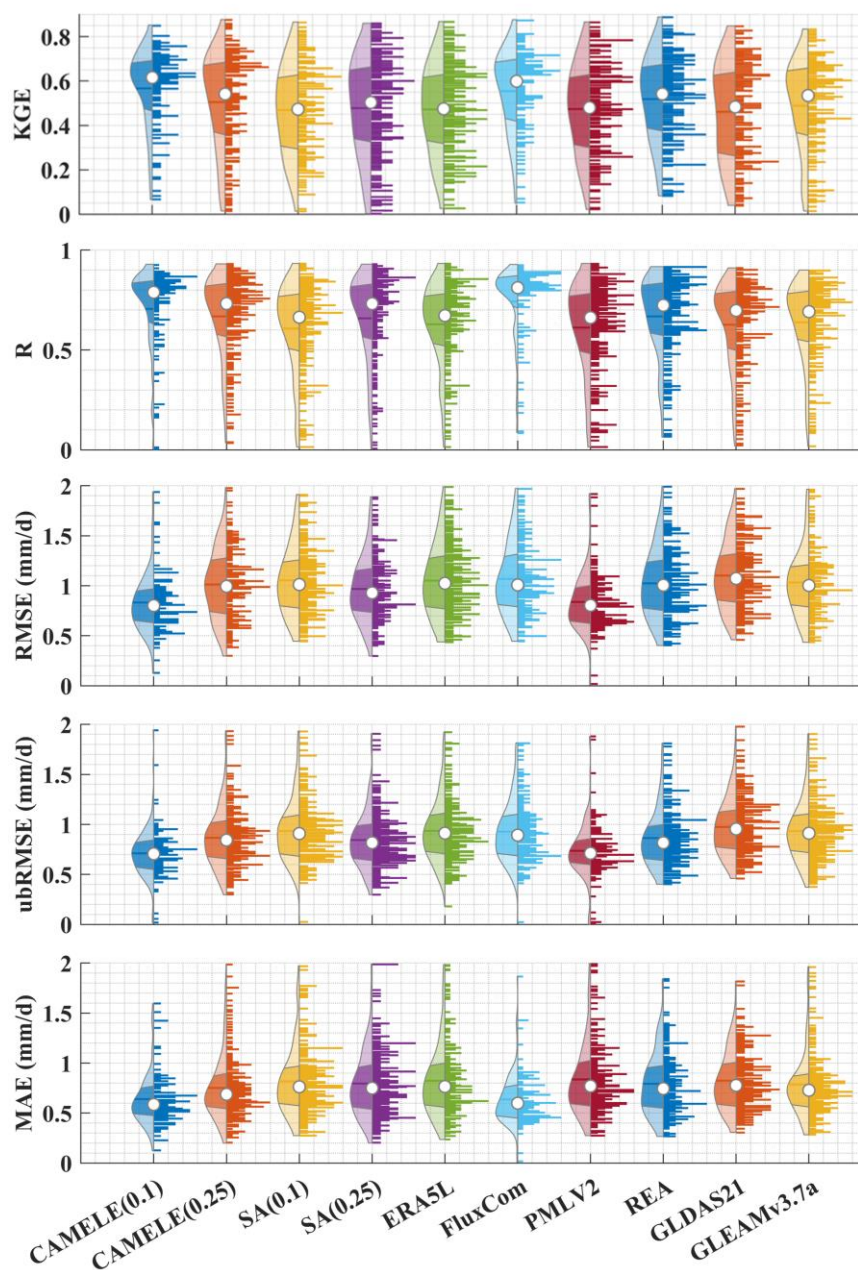 KGE
0.8
0.6
0.4
0.2
0
R
1
0.5
0
RMSE (mm/d)
2
1.5
1
0.5
0
ubRMSE (mm/d)
2
1.5
1
0.5
0
MAE (mm/d)
2
1.5
1
0.5
0
CAMELE(0.1)
CAMELE(0.25)
SA(0.1)
SA(0.25)
ERA5L
FluxCom
PMLV2
REA
GLDAS21
GLEAMv3.7a